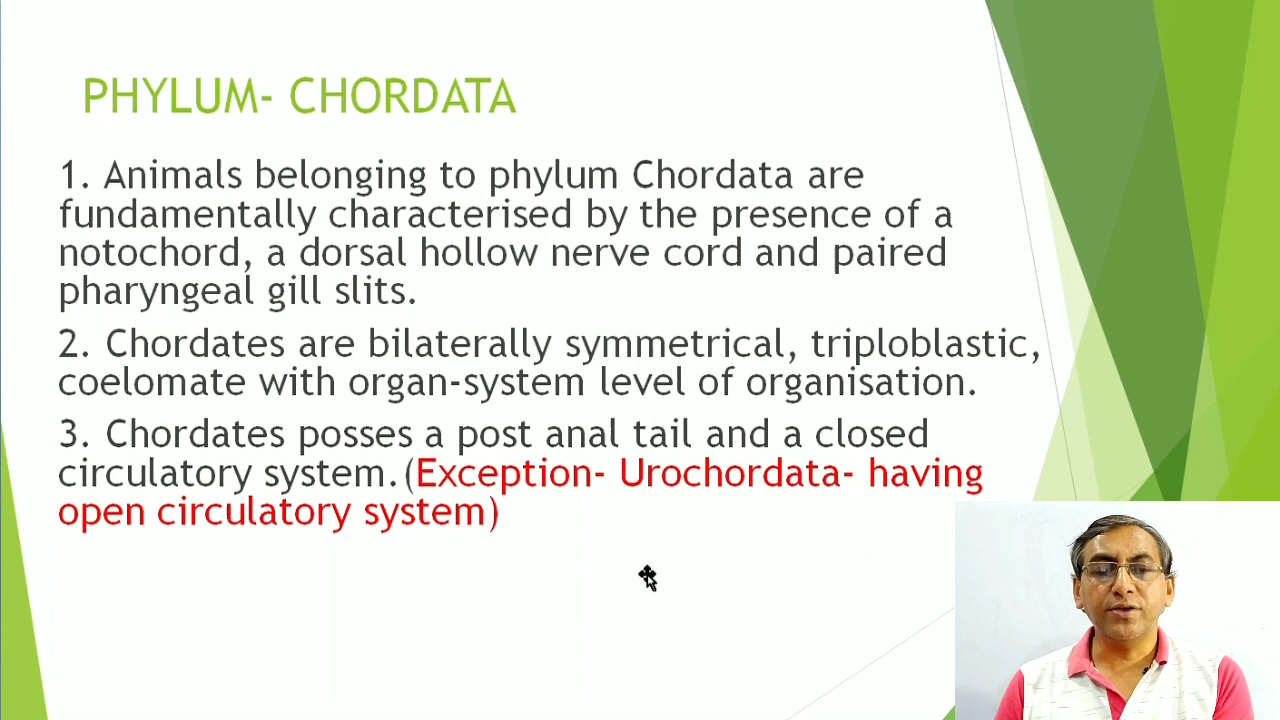 PHYLUM- CHORDATA
1. Animals belonging to phylum Chordata are
fundamentally characterised by the presence of a
notochord, a dorsal hollow nerve cord and paired
pharyngeal gill slits.
2. Chordates are bilaterally symmetrical, triploblastic,
coelomate with organ-system level of organisation.
3. Chordates posses a post anal tail and a closed
circulatory system.(Exception- Urochordata- having
open circulatory system)